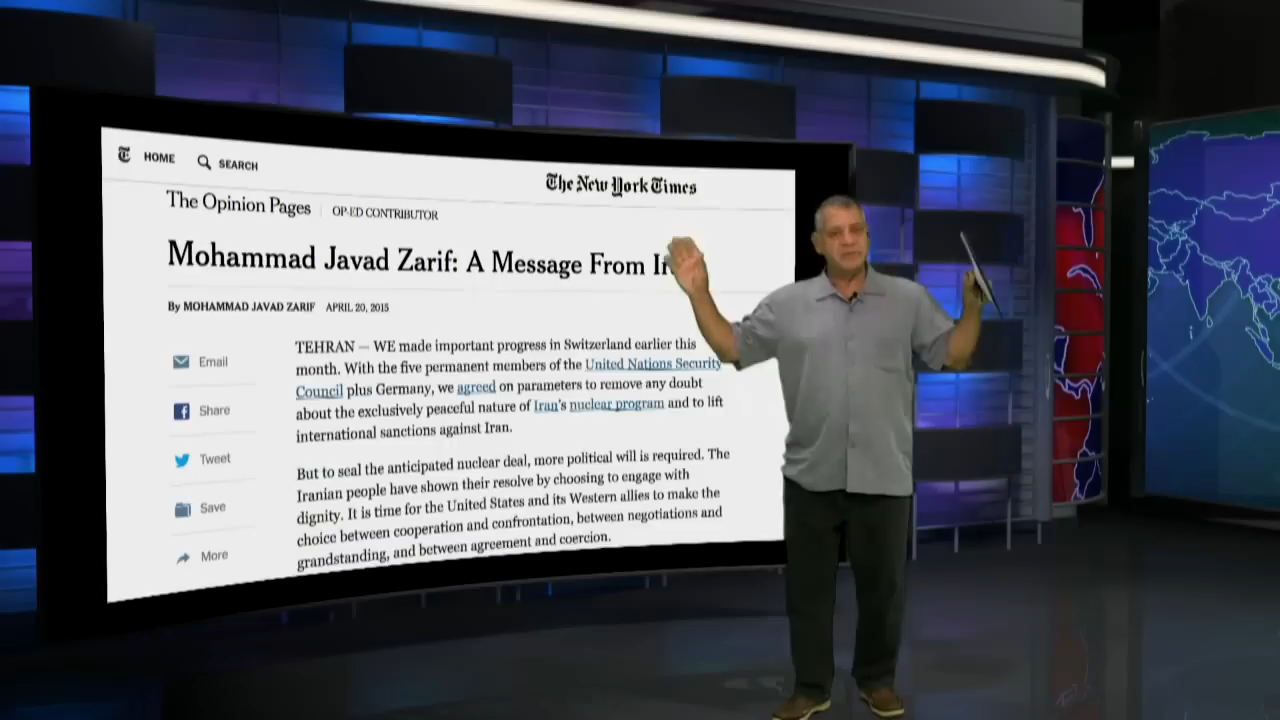 HOME
SEARCH
The New York Times
The Opinion Pages | OP-ED CONTRIBUTOR
Mohammad Javad Zarif: A Message From
By MOHAMMAD JAVAD ZARIF APRIL 20, 2015
Email
Share
Tweet
Save
More
TEHRAN — WE made important progress in Switzerland earlier this
month. With the five permanent members of the United Nations Security
Council plus Germany, we agreed on parameters to remove any doubt
about the exclusively peaceful nature of Iran's nuclear program and to lift
international sanctions against Iran.
But to seal the anticipated nuclear deal, more political will is required. The
Iranian people have shown their resolve by choosing to engage with
dignity. It is time for the United States and its Western allies to make the
choice between cooperation and confrontation, between negotiations and
grandstanding, and between agreement and coercion.